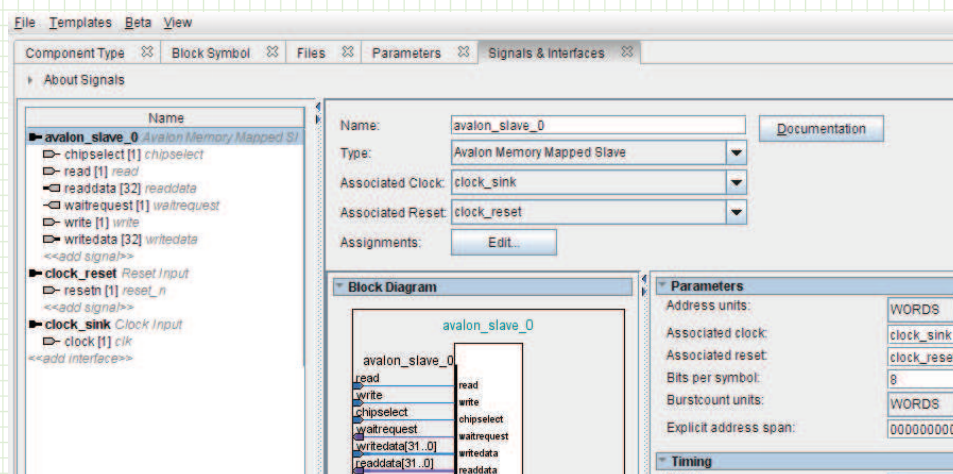 File Templates Beta View
Component Type Block Symbol Files Parameters Signals & Interfaces
About Signals
Name
avalon_slave_0 Avalon Memory Mapped Sl
chipselect [1] chipselect
read [1] read
readdata [32] readdata
waitrequest [1] waitrequest
write [1] write
writedata [32] writedata
<<add signal>>
clock_reset Reset Input
resetn [1] reset_n
<<add signal>>
clock_sink Clock Input
clock [1] clk
<<add interface>>
Name: avalon_slave_0 Documentation
Type: Avalon Memory Mapped Slave
Associated Clock: clock_sink
Associated Reset: clock_reset
Assignments: Edit...
Block Diagram
avalon_slave_0
avalon_slave_0
read read
write write
chipselect chipselect
waitrequest waitrequest
writedata[31..0] writedata
readdata[31..0] readdata
Parameters
Address units: WORDS
Associated clock: clock_sink
Associated reset: clock_rese
Bits per symbol: 8
Burstcount units: WORDS
Explicit address span: 000000000
Timing